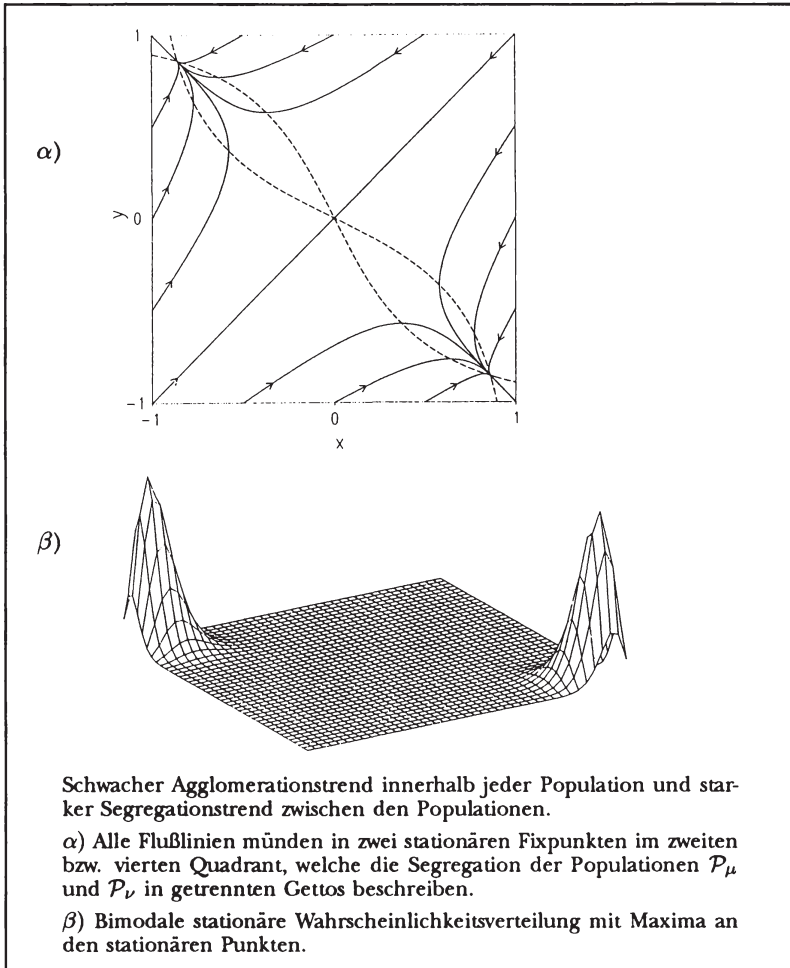 α)
1
y 0
-1
-1 0 1
x
β)
Schwacher Agglomerationstrend innerhalb jeder Population und star-
ker Segregationstrend zwischen den Populationen.
α) Alle Flußlinien münden in zwei stationären Fixpunkten im zweiten
bzw. vierten Quadrant, welche die Segregation der Populationen 𝒫μ
und 𝒫ν in getrennten Gettos beschreiben.
β) Bimodale stationäre Wahrscheinlichkeitsverteilung mit Maxima an
den stationären Punkten.